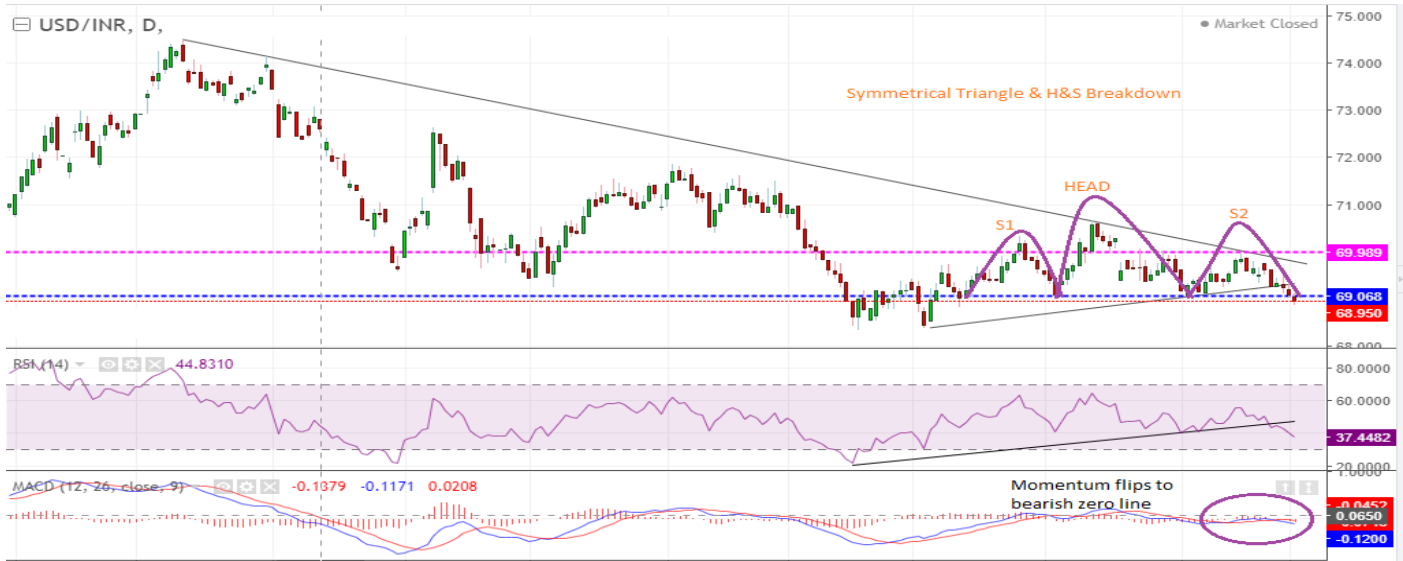 USD/INR, D,
Market Closed
75.000
74.000
Symmetrical Triangle & H&S Breakdown
73.000
72.000
HEAD
71.000
S1
S2
69.989
69.068
68.950
68.000
RSI (14)
44.8310
80.0000
60.0000
37.4482
20.0000
1.0000
MACD (12, 26, close, 9)
-0.1379 -0.1171 0.0208
Momentum flips to
bearish zero line
-0.0452
0.0650
-0.1200